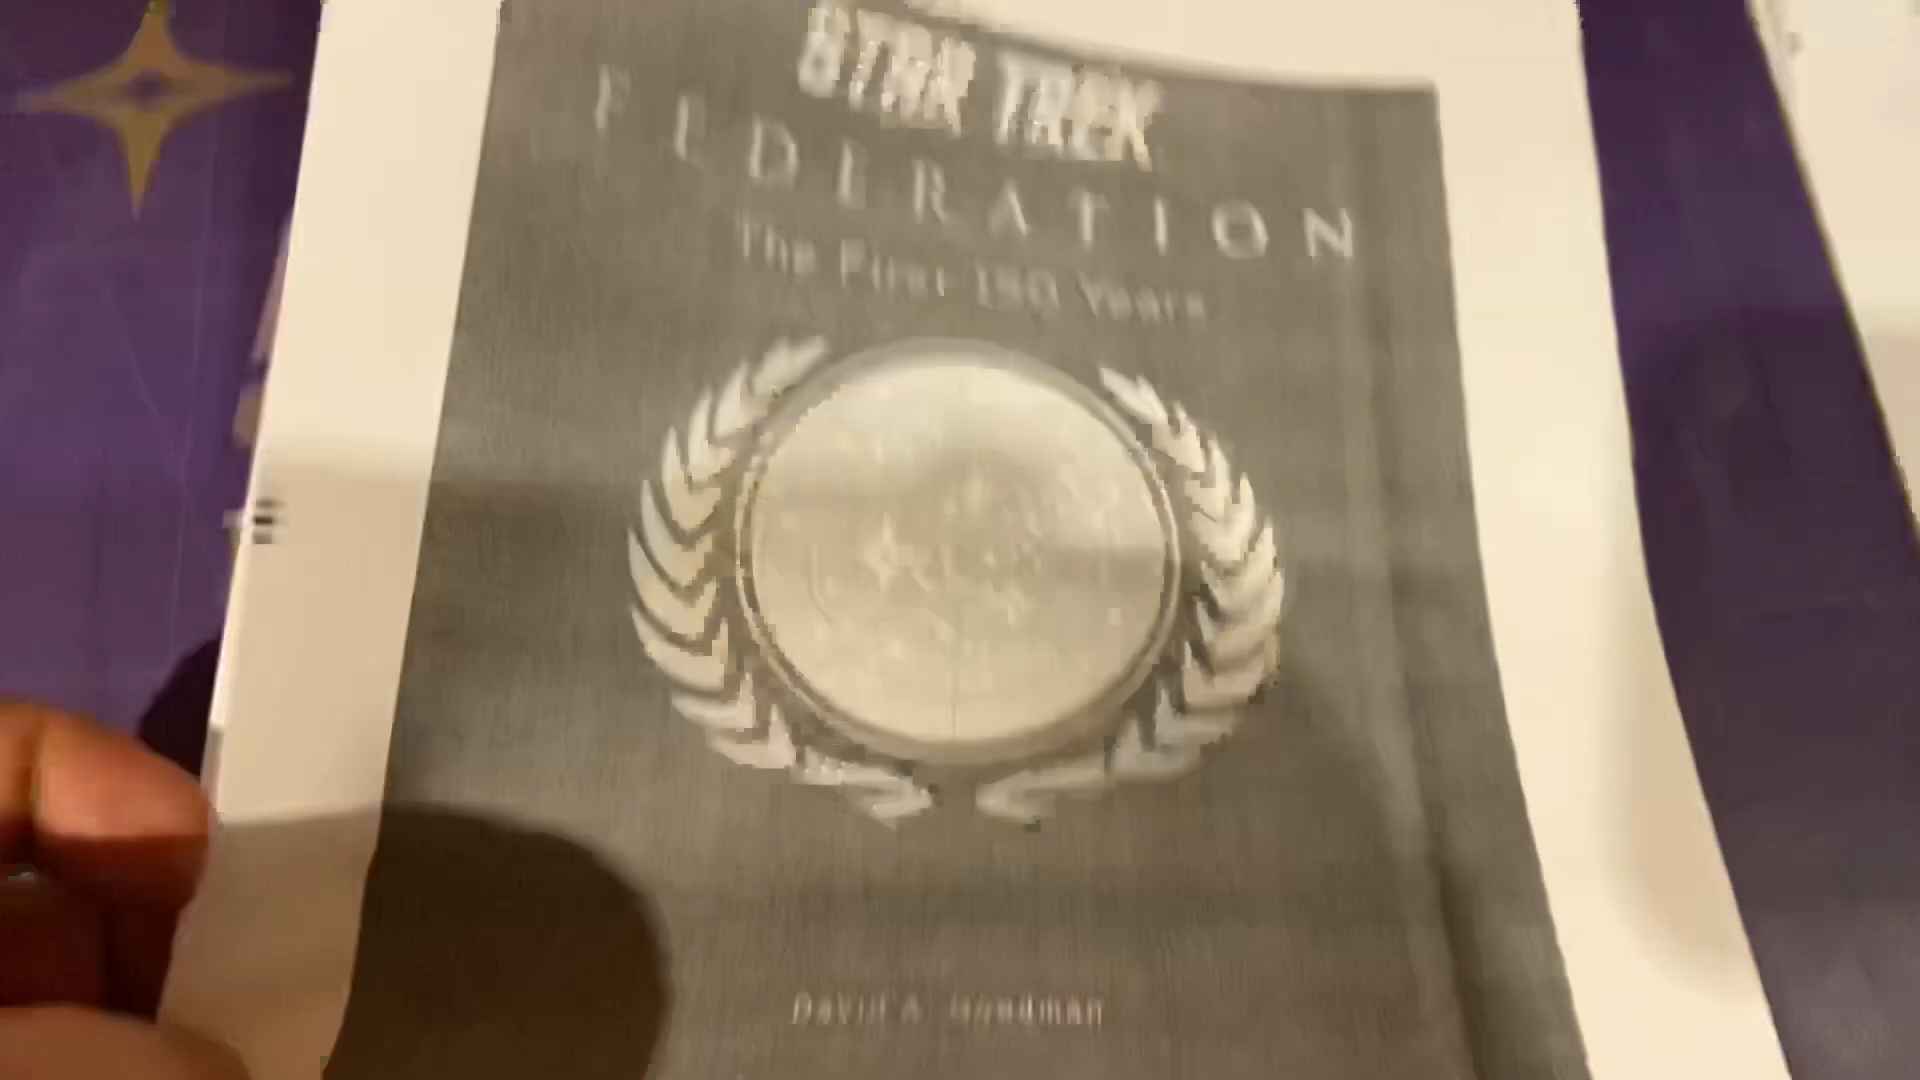 STAR TREK
FEDERATION
The First 150 Years
David A. Goodman